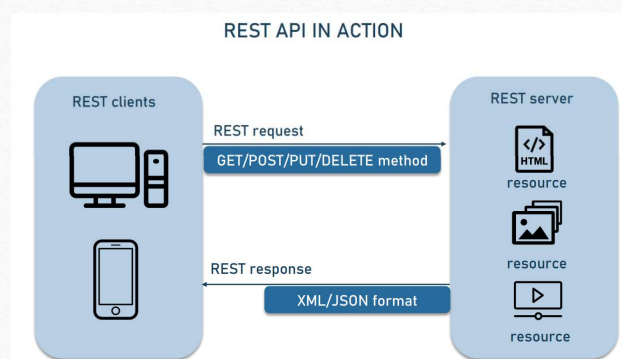 REST API IN ACTION
REST clients
REST server
REST request
GET/POST/PUT/DELETE method
</>
HTML
resource
resource
REST response
XML/JSON format
resource